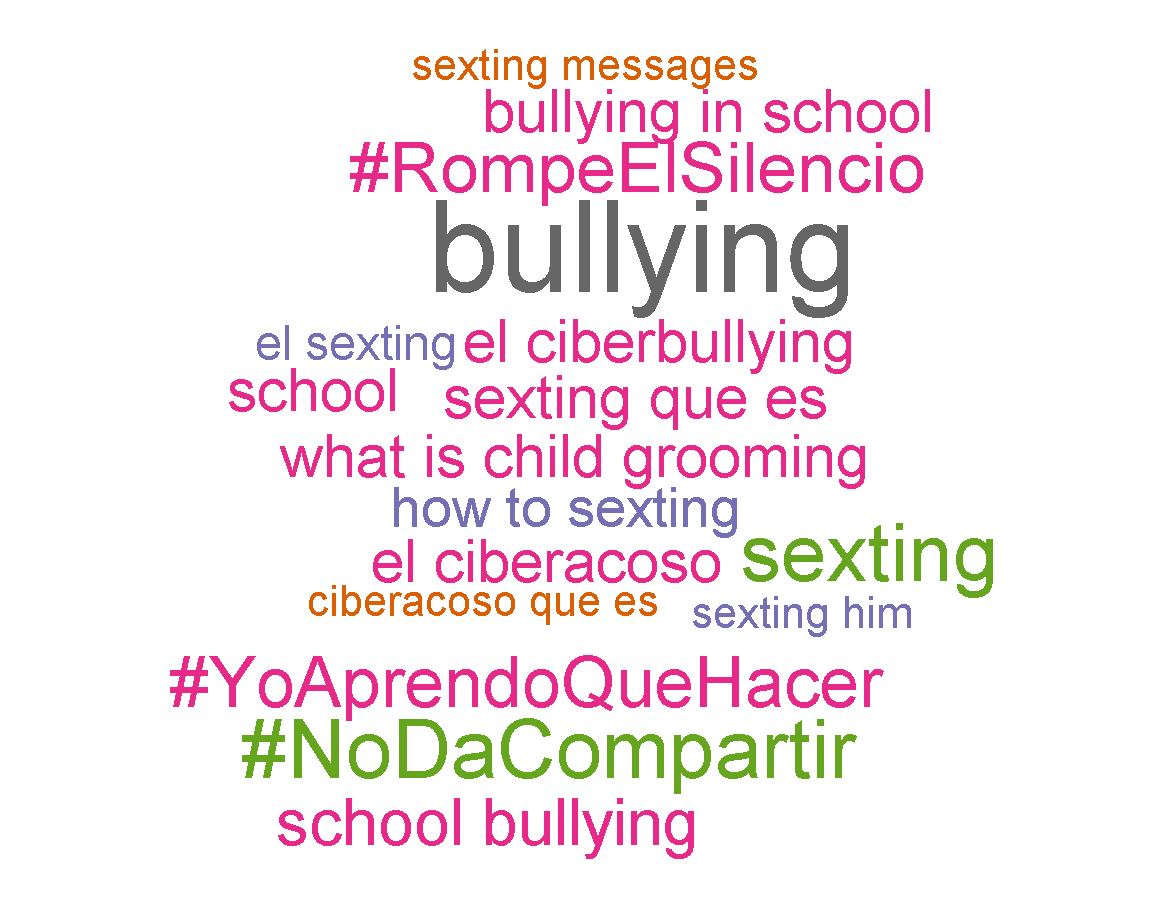 sexting messages
bullying in school
#RompeElSilencio
bullying
el sexting
el ciberbullying
school
sexting que es
what is child grooming
how to sexting
el ciberacoso
sexting
ciberacoso que es
sexting him
#YoAprendoQueHacer
#NoDaCompartir
school bullying